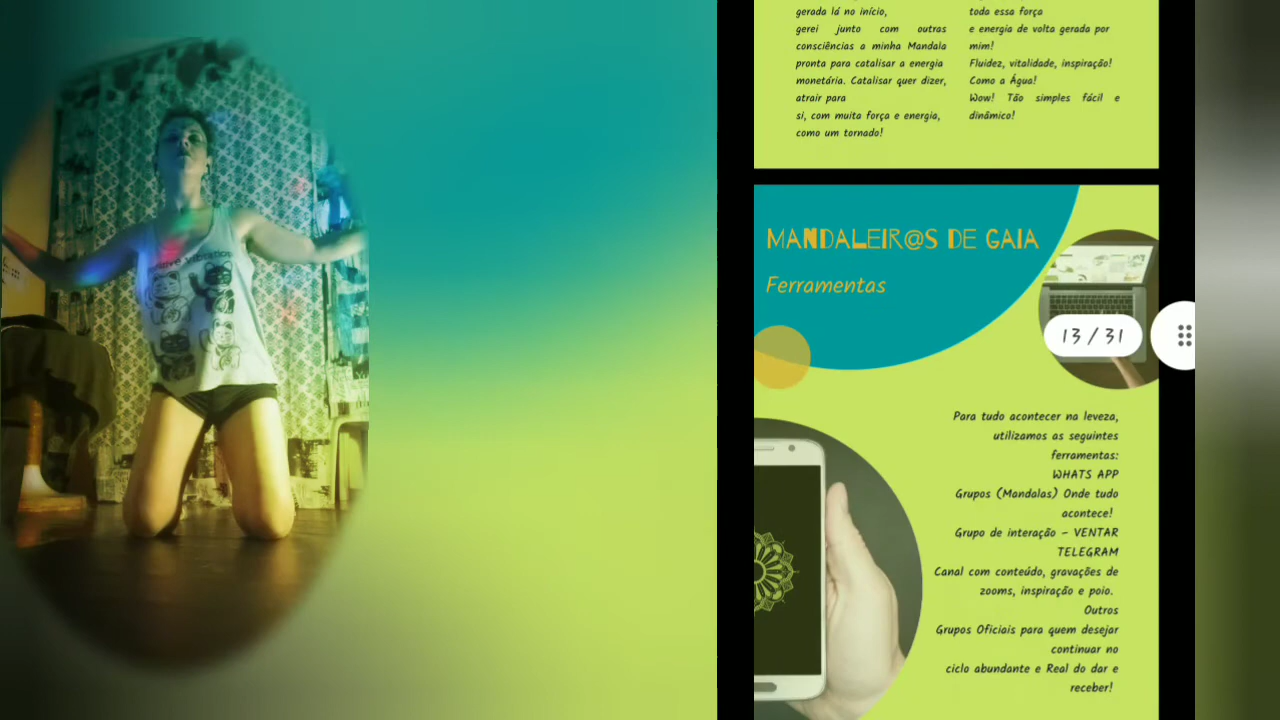 gerada lá no início,
gerei junto com outras
consciências a minha Mandala
pronta para catalisar a energia
monetária. Catalisar quer dizer,
atrair para
si, com muita força e energia,
como um tornado!
toda essa força
e energia de volta gerada por
mim!
Fluidez, vitalidade, inspiração!
Como a Água!
Wow! Tão simples fácil e
dinâmico!
MANDALEIR@S DE GAIA
Ferramentas
13 / 31
Para tudo acontecer na leveza,
utilizamos as seguintes
ferramentas:
WHATS APP
Grupos (Mandalas) Onde tudo
acontece!
Grupo de interação – VENTAR
TELEGRAM
Canal com conteúdo, gravações de
zooms, inspiração e poio.
Outros
Grupos Oficiais para quem desejar
continuar no
ciclo abundante e Real do dar e
receber!